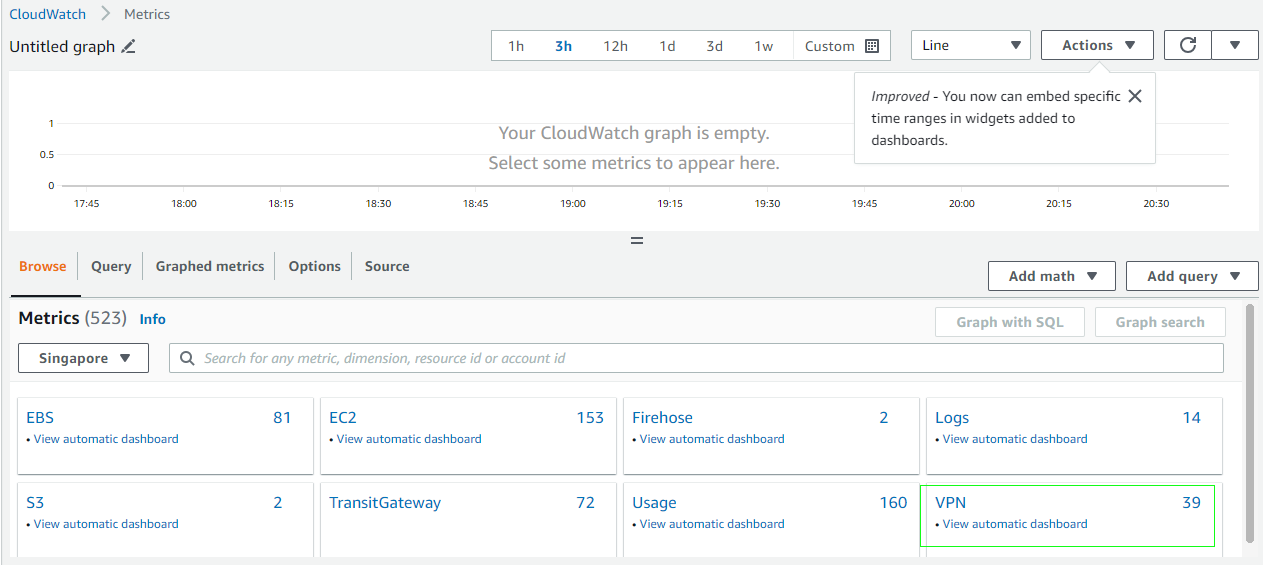 CloudWatch > Metrics
Untitled graph
1h 3h 12h 1d 3d 1w Custom Line Actions
Improved - You now can embed specific
time ranges in widgets added to
dashboards.
Your CloudWatch graph is empty.
Select some metrics to appear here.
1
0.5
0
17:45 18:00 18:15 18:30 18:45 19:00 19:15 19:30 19:45 20:00 20:15 20:30
Browse Query Graphed metrics Options Source
Add math Add query
Metrics (523) Info
Graph with SQL Graph search
Singapore Search for any metric, dimension, resource id or account id
EBS 81 EC2 153 Firehose 2 Logs 14
• View automatic dashboard • View automatic dashboard • View automatic dashboard • View automatic dashboard
S3 2 TransitGateway 72 Usage 160 VPN 39
• View automatic dashboard • View automatic dashboard • View automatic dashboard